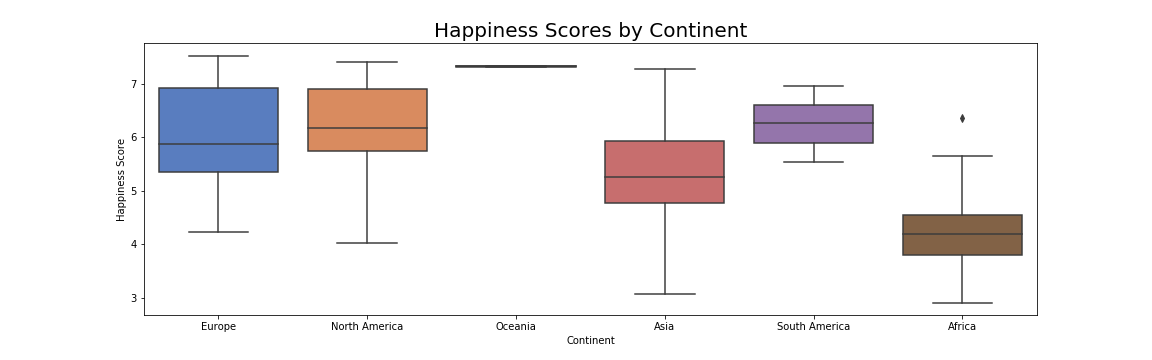 Happiness Scores by Continent
Happiness Score
7
6
5
4
3
Europe North America Oceania Asia South America Africa
Continent